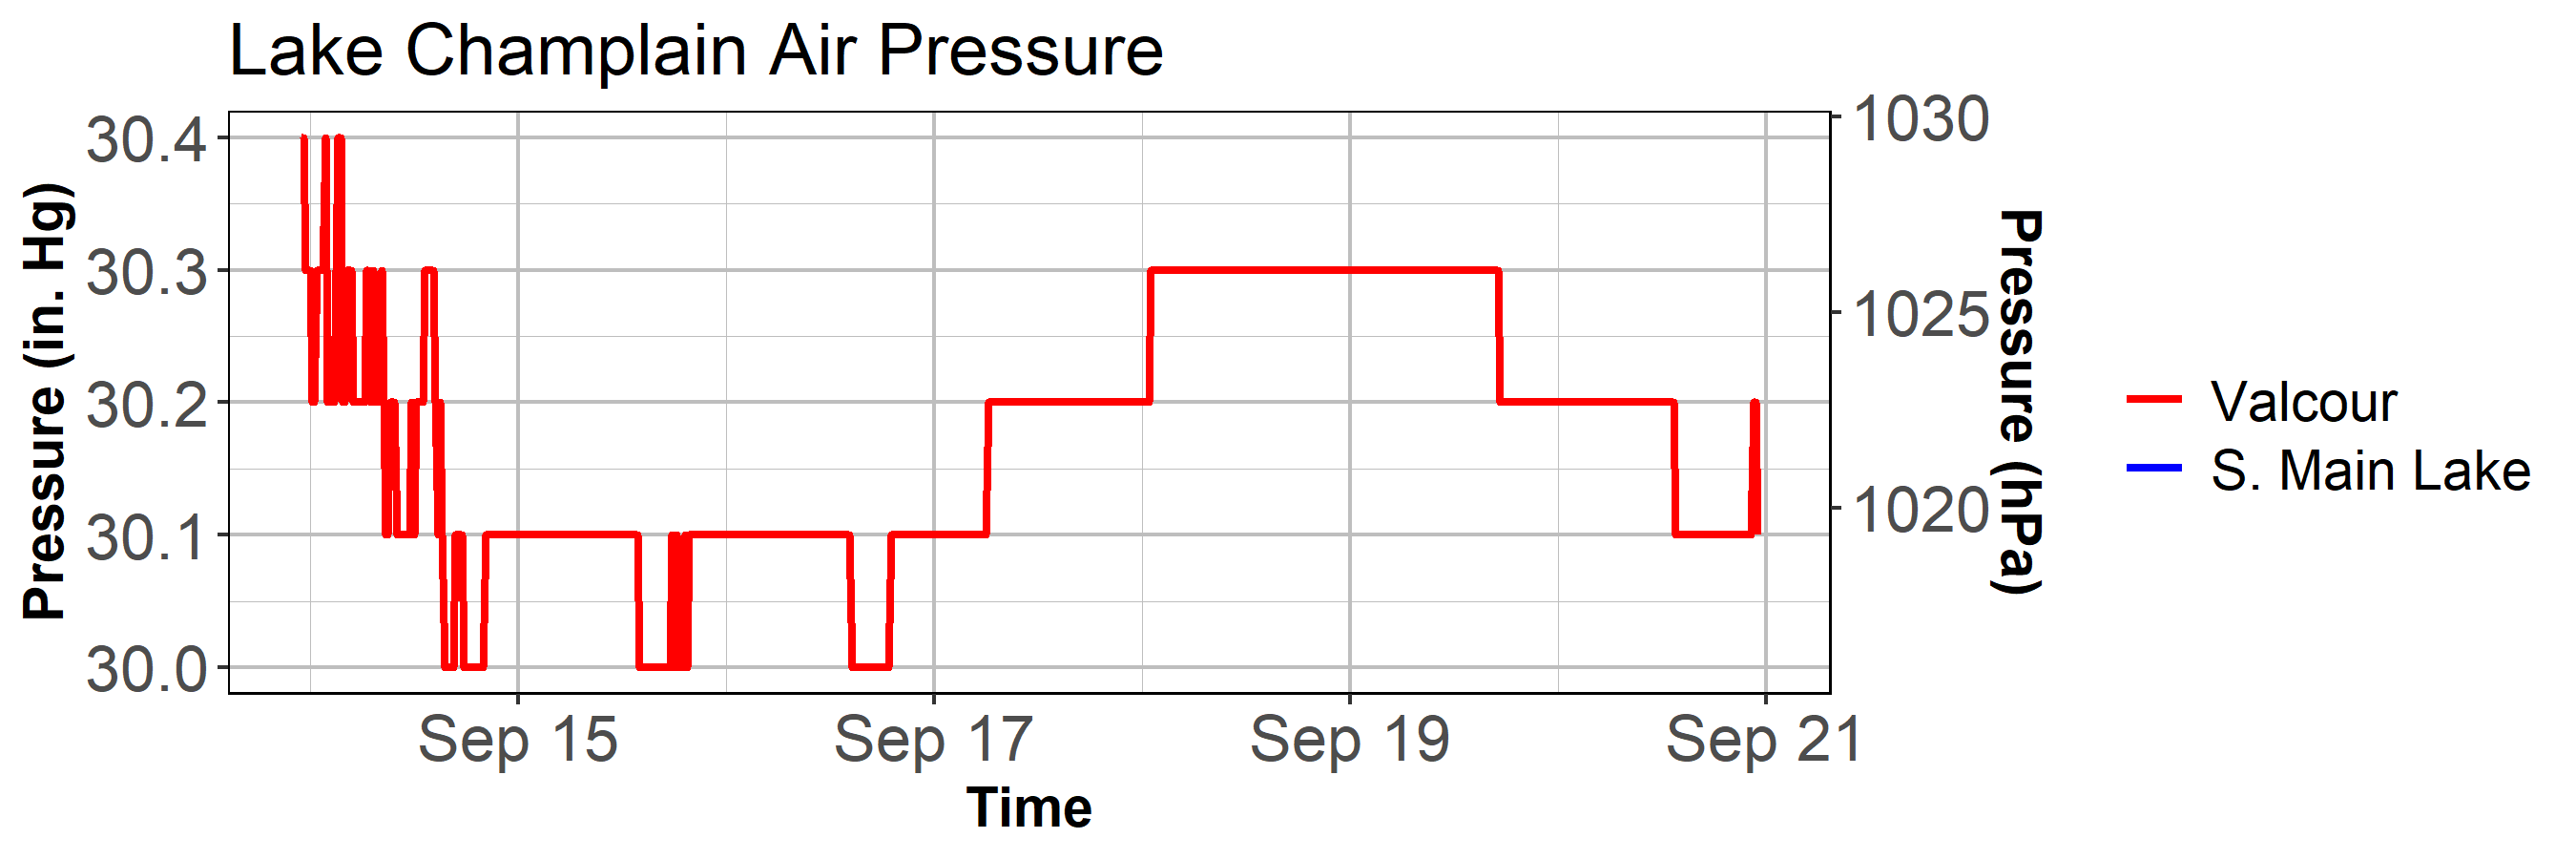 Lake Champlain Air Pressure
Pressure (in. Hg)
30.4
30.3
30.2
30.1
30.0
1030
1025
1020
Pressure (hPa)
Sep 15
Sep 17
Sep 19
Sep 21
Time
Valcour
S. Main Lake